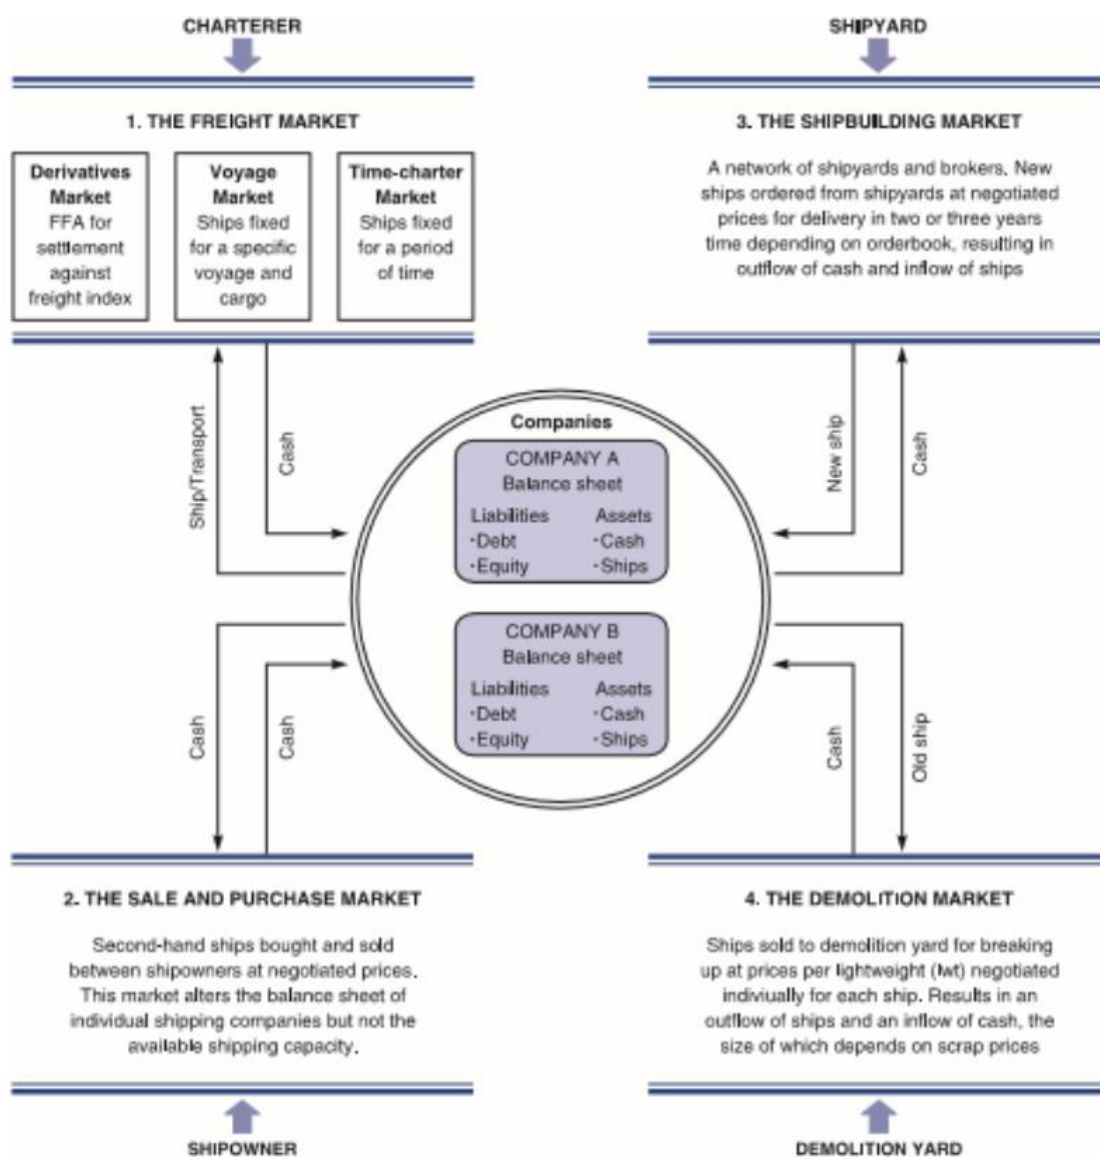 CHARTERER
SHIPYARD
1. THE FREIGHT MARKET
Derivatives
Market
FFA for
settlement
against
freight index
Voyage
Market
Ships fixed
for a specific
voyage and
cargo
Time-charter
Market
Ships fixed
for a period
of time
3. THE SHIPBUILDING MARKET
A network of shipyards and brokers. New
ships ordered from shipyards at negotiated
prices for delivery in two or three years
time depending on orderbook, resulting in
outflow of cash and inflow of ships
Ship/Transport
Cash
New ship
Cash
Companies
COMPANY A
Balance sheet
Liabilities Assets
·Debt ·Cash
·Equity ·Ships
COMPANY B
Balance sheet
Liabilities Assets
·Debt ·Cash
·Equity ·Ships
Cash
Cash
Cash
Old ship
2. THE SALE AND PURCHASE MARKET
Second-hand ships bought and sold
between shipowners at negotiated prices.
This market alters the balance sheet of
individual shipping companies but not the
available shipping capacity.
4. THE DEMOLITION MARKET
Ships sold to demolition yard for breaking
up at prices per lightweight (lwt) negotiated
indiviually for each ship. Results in an
outflow of ships and an inflow of cash, the
size of which depends on scrap prices
SHIPOWNER
DEMOLITION YARD